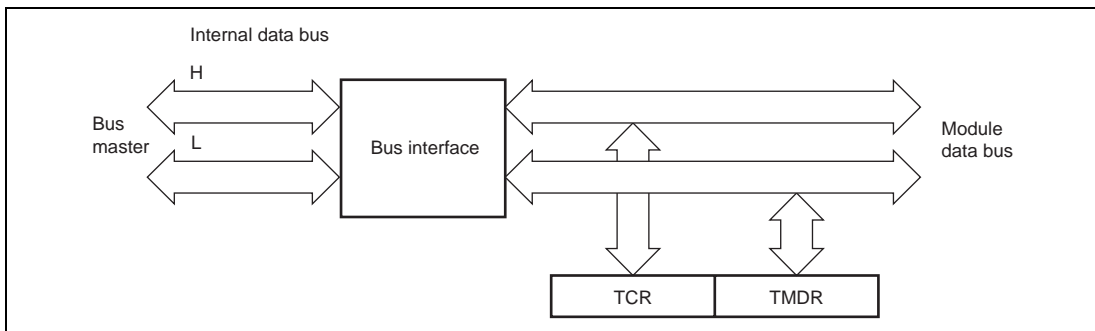 Internal data bus
H
Bus
master
L
Bus interface
Module
data bus
TCR
TMDR